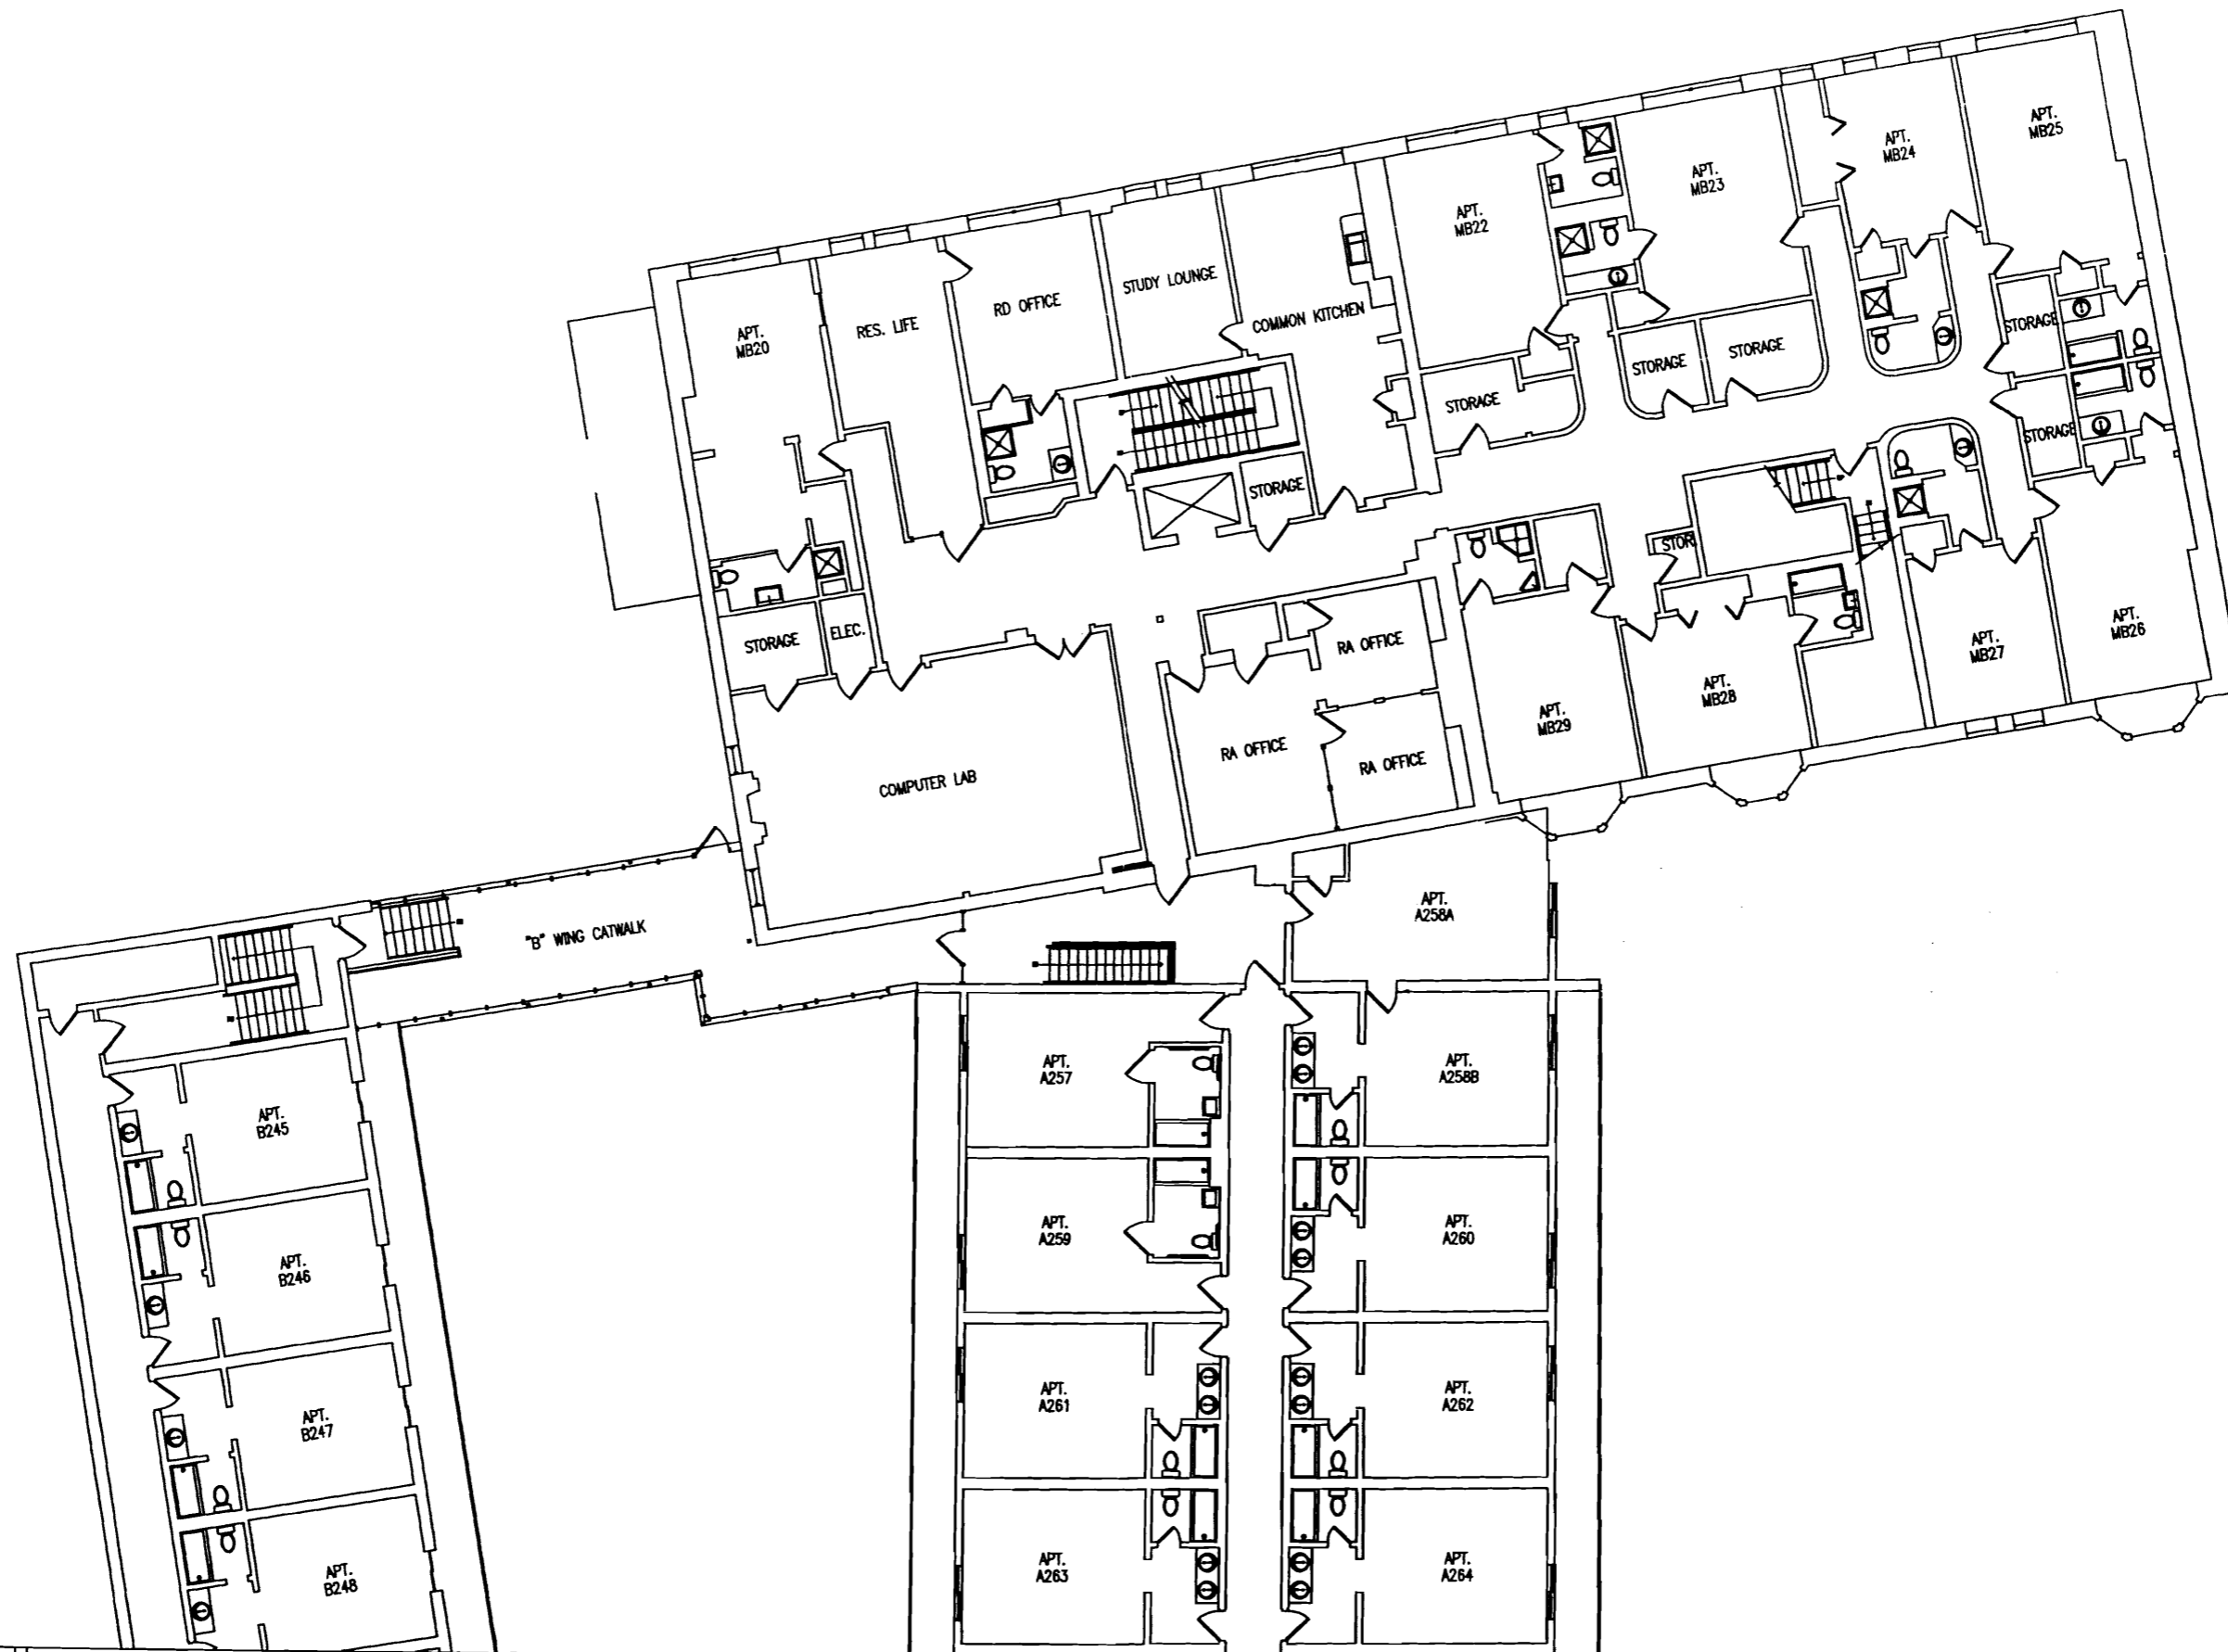 APT.
MB25
APT.
MB24
APT.
MB23
APT.
MB22
STUDY LOUNGE
RD OFFICE
COMMON KITCHEN
RES. LIFE
APT.
MB20
STORAGE
STORAGE
STORAGE
STORAGE
STORAGE
STORAGE
STOR
APT.
MB26
APT.
MB27
APT.
MB28
APT.
MB29
STORAGE
ELEC.
RA OFFICE
RA OFFICE
RA OFFICE
COMPUTER LAB
"B" WING CATWALK
APT.
A258A
APT.
A257
APT.
A258B
APT.
B245
APT.
A259
APT.
A260
APT.
B246
APT.
A261
APT.
A262
APT.
B247
APT.
A263
APT.
A264
APT.
B248